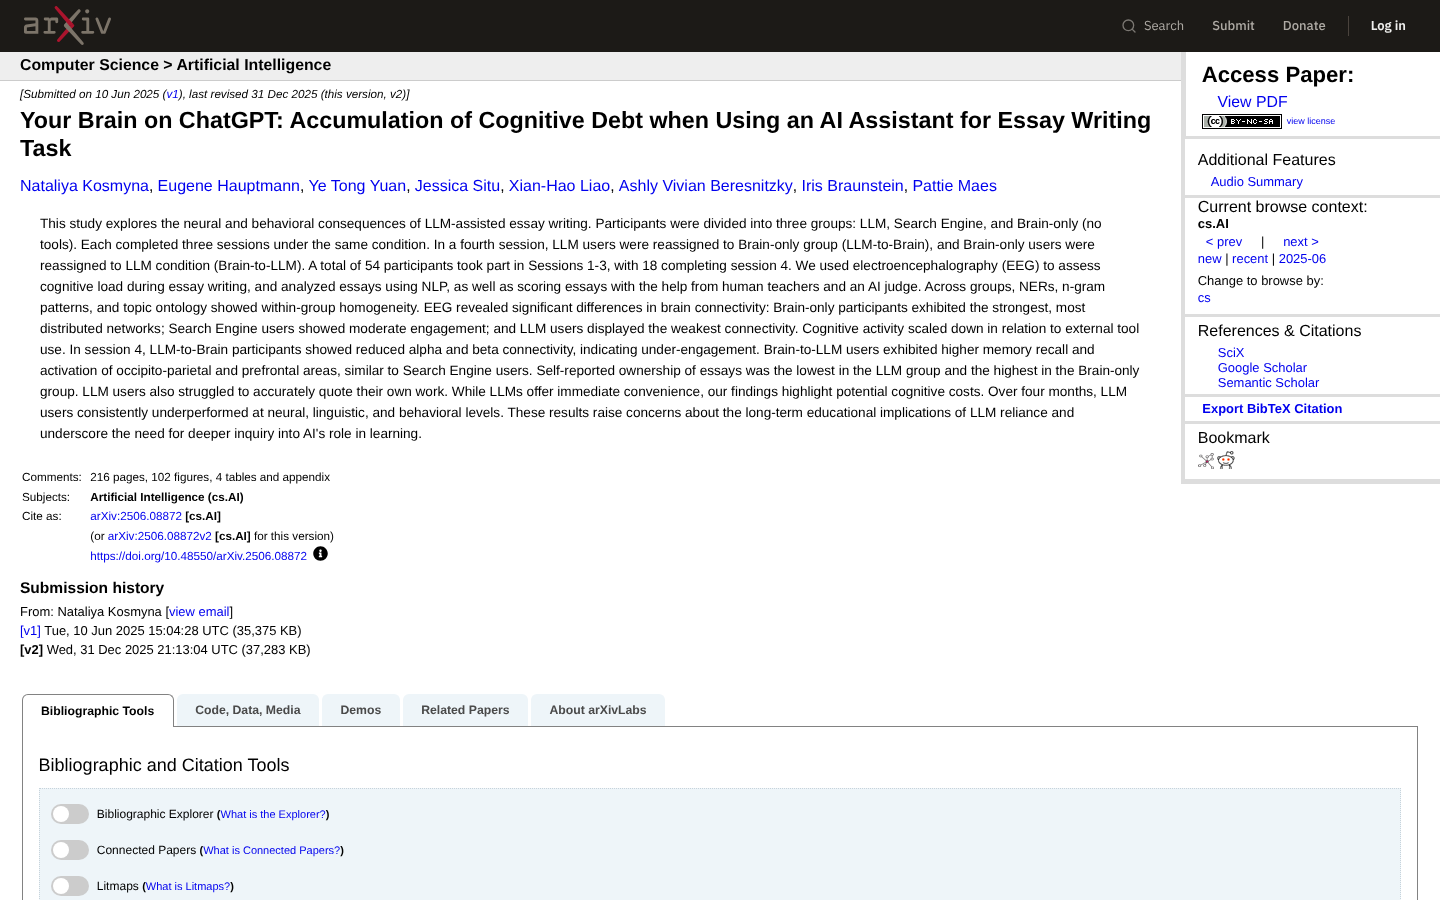 arXiv
Search
Submit
Donate
Log in
Computer Science > Artificial Intelligence
[Submitted on 10 Jun 2025 (v1), last revised 31 Dec 2025 (this version, v2)]
Your Brain on ChatGPT: Accumulation of Cognitive Debt when Using an AI Assistant for Essay Writing
Task
Nataliya Kosmyna, Eugene Hauptmann, Ye Tong Yuan, Jessica Situ, Xian-Hao Liao, Ashly Vivian Beresnitzky, Iris Braunstein, Pattie Maes
This study explores the neural and behavioral consequences of LLM-assisted essay writing. Participants were divided into three groups: LLM, Search Engine, and Brain-only (no
tools). Each completed three sessions under the same condition. In a fourth session, LLM users were reassigned to Brain-only group (LLM-to-Brain), and Brain-only users were
reassigned to LLM condition (Brain-to-LLM). A total of 54 participants took part in Sessions 1-3, with 18 completing session 4. We used electroencephalography (EEG) to assess
cognitive load during essay writing, and analyzed essays using NLP, as well as scoring essays with the help from human teachers and an AI judge. Across groups, NERs, n-gram
patterns, and topic ontology showed within-group homogeneity. EEG revealed significant differences in brain connectivity: Brain-only participants exhibited the strongest, most
distributed networks; Search Engine users showed moderate engagement; and LLM users displayed the weakest connectivity. Cognitive activity scaled down in relation to external tool
use. In session 4, LLM-to-Brain participants showed reduced alpha and beta connectivity, indicating under-engagement. Brain-to-LLM users exhibited higher memory recall and
activation of occipito-parietal and prefrontal areas, similar to Search Engine users. Self-reported ownership of essays was the lowest in the LLM group and the highest in the Brain-only
group. LLM users also struggled to accurately quote their own work. While LLMs offer immediate convenience, our findings highlight potential cognitive costs. Over four months, LLM
users consistently underperformed at neural, linguistic, and behavioral levels. These results raise concerns about the long-term educational implications of LLM reliance and
underscore the need for deeper inquiry into AI's role in learning.
Comments: 216 pages, 102 figures, 4 tables and appendix
Subjects: Artificial Intelligence (cs.AI)
Cite as: arXiv:2506.08872 [cs.AI]
(or arXiv:2506.08872v2 [cs.AI] for this version)
https://doi.org/10.48550/arXiv.2506.08872
Submission history
From: Nataliya Kosmyna [view email]
[v1] Tue, 10 Jun 2025 15:04:28 UTC (35,375 KB)
[v2] Wed, 31 Dec 2025 21:13:04 UTC (37,283 KB)
Access Paper:
View PDF
(cc) BY-NC-SA view license
Additional Features
Audio Summary
Current browse context:
cs.AI
< prev | next >
new | recent | 2025-06
Change to browse by:
cs
References & Citations
SciX
Google Scholar
Semantic Scholar
Export BibTeX Citation
Bookmark
Bibliographic Tools
Code, Data, Media
Demos
Related Papers
About arXivLabs
Bibliographic and Citation Tools
Bibliographic Explorer (What is the Explorer?)
Connected Papers (What is Connected Papers?)
Litmaps (What is Litmaps?)